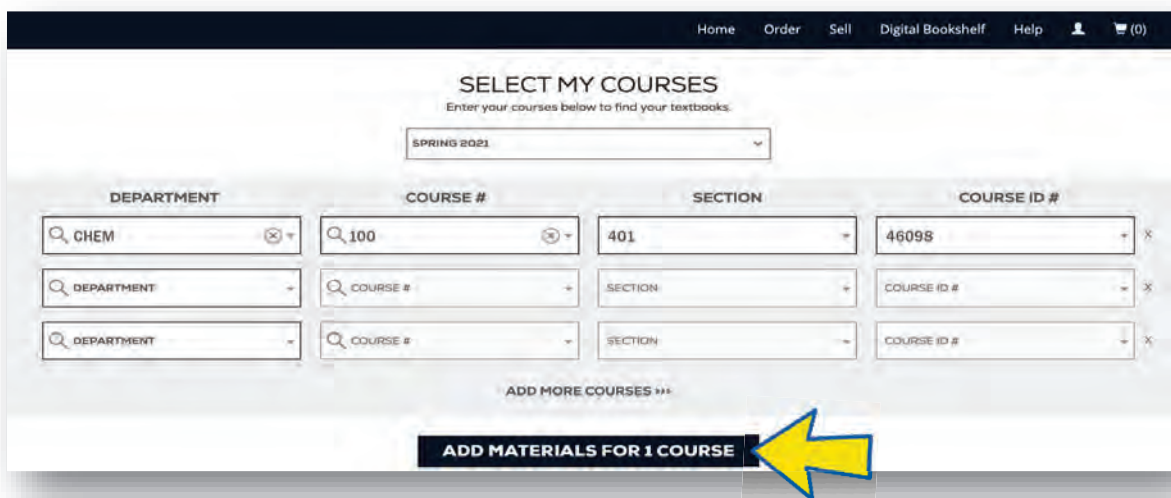 Home Order Sell Digital Bookshelf Help (0)
SELECT MY COURSES
Enter your courses below to find your textbooks.
SPRING 2021
DEPARTMENT COURSE # SECTION COURSE ID #
CHEM 100 401 46098 X
DEPARTMENT COURSE # SECTION COURSE ID # X
DEPARTMENT COURSE # SECTION COURSE ID # X
ADD MORE COURSES >>>
ADD MATERIALS FOR 1 COURSE